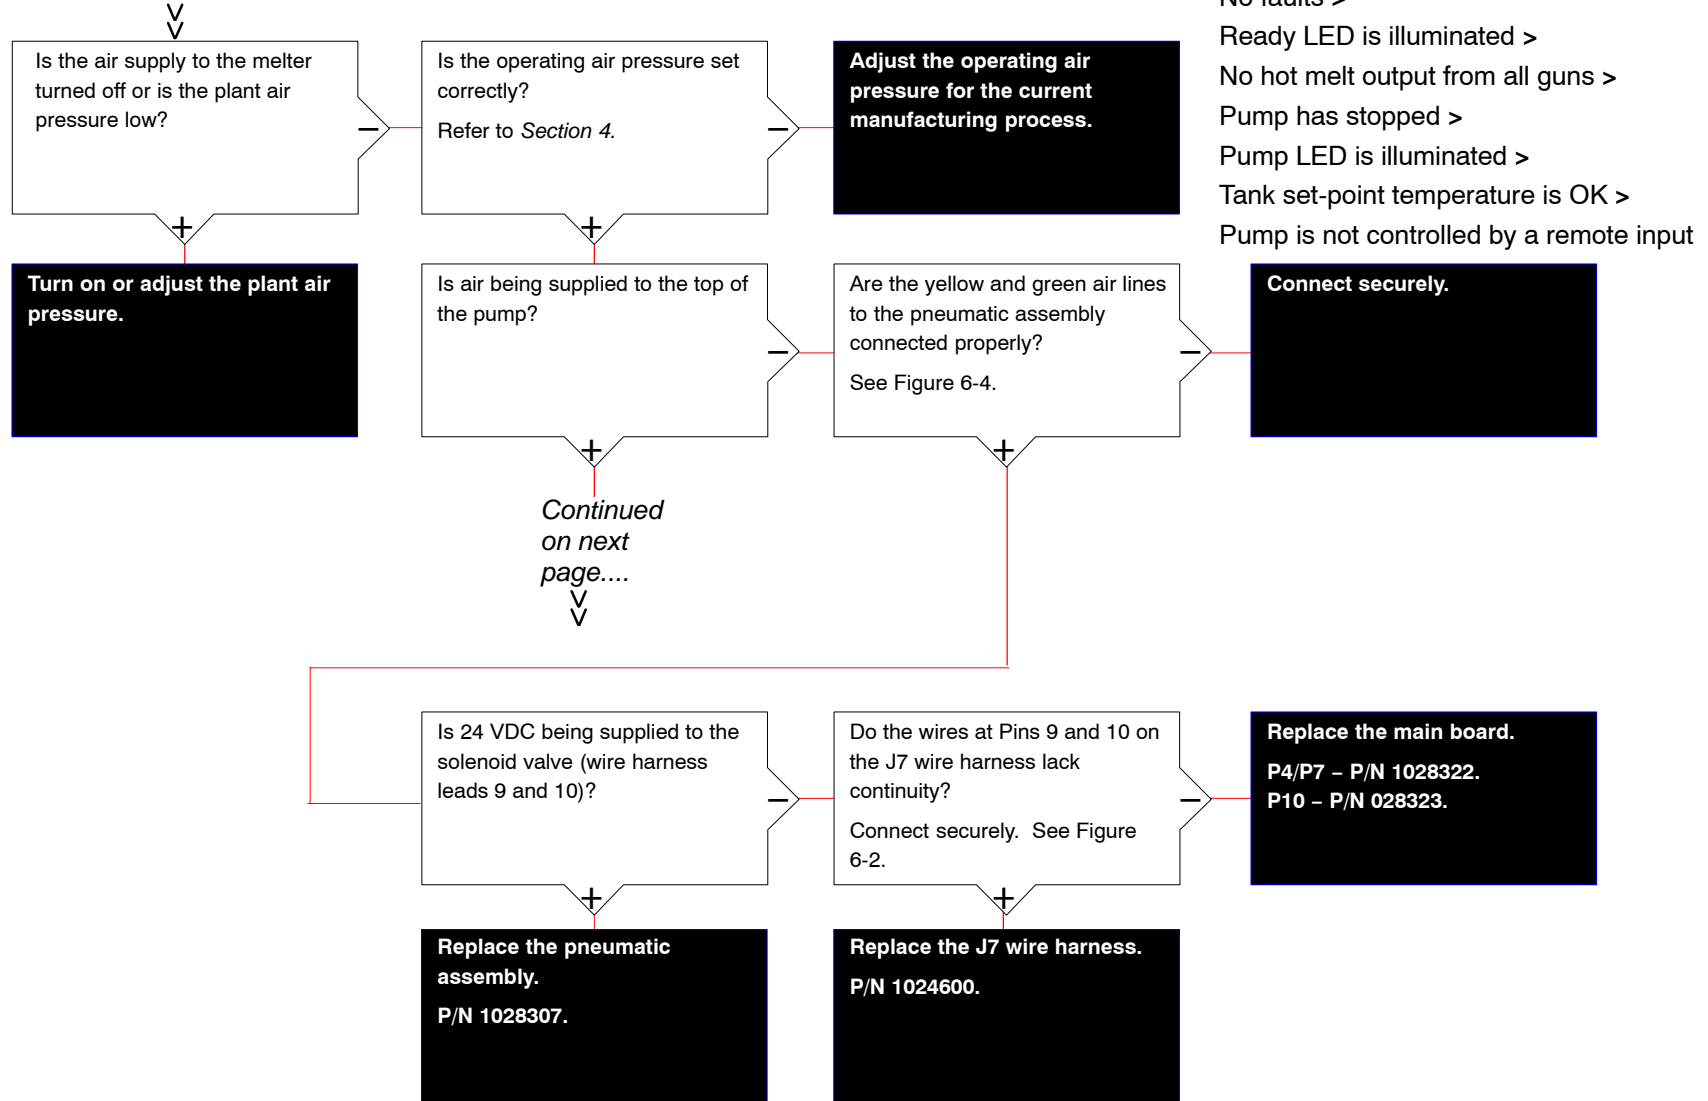 No faults >
Ready LED is illuminated >
No hot melt output from all guns >
Pump has stopped >
Pump LED is illuminated >
Tank set-point temperature is OK >
Pump is not controlled by a remote input
Is the air supply to the melter
turned off or is the plant air
pressure low?
−
+
Is the operating air pressure set
correctly?
Refer to Section 4.
−
+
Adjust the operating air
pressure for the current
manufacturing process.
Turn on or adjust the plant air
pressure.
Is air being supplied to the top of
the pump?
−
+
Are the yellow and green air lines
to the pneumatic assembly
connected properly?
See Figure 6-4.
−
+
Connect securely.
Continued
on next
page....
Is 24 VDC being supplied to the
solenoid valve (wire harness
leads 9 and 10)?
−
+
Do the wires at Pins 9 and 10 on
the J7 wire harness lack
continuity?
Connect securely.  See Figure
6-2.
−
+
Replace the main board.
P4/P7 − P/N 1028322.
P10 − P/N 028323.
Replace the pneumatic
assembly.
P/N 1028307.
Replace the J7 wire harness.
P/N 1024600.